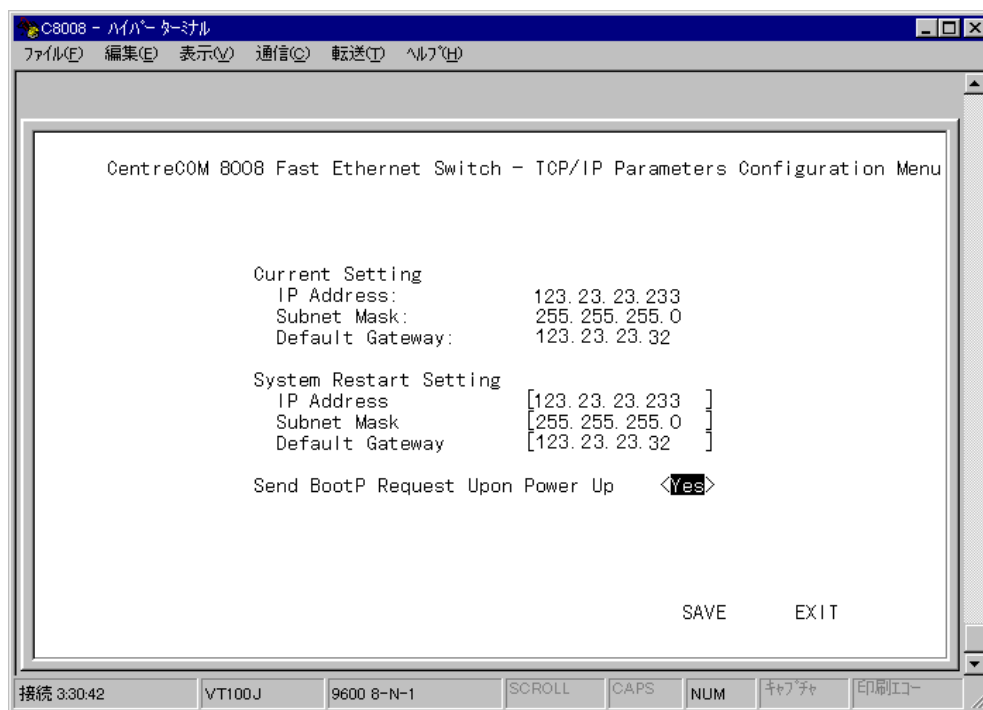 C8008 - ﾊｲﾊﾟｰ ﾀｰﾐﾅﾙ
ﾌｧｲﾙ(F) 編集(E) 表示(V) 通信(C) 転送(T) ﾍﾙﾌﾟ(H)
CentreCOM 8008 Fast Ethernet Switch - TCP/IP Parameters Configuration Menu
Current Setting
IP Address: 123.23.23.233
Subnet Mask: 255.255.255.0
Default Gateway: 123.23.23.32
System Restart Setting
IP Address [123.23.23.233 ]
Subnet Mask [255.255.255.0 ]
Default Gateway [123.23.23.32 ]
Send BootP Request Upon Power Up <Yes>
SAVE EXIT
接続 3:30:42 VT100J 9600 8-N-1 SCROLL CAPS NUM ｷｬﾌﾟﾁｬ 印刷ｴｺｰ